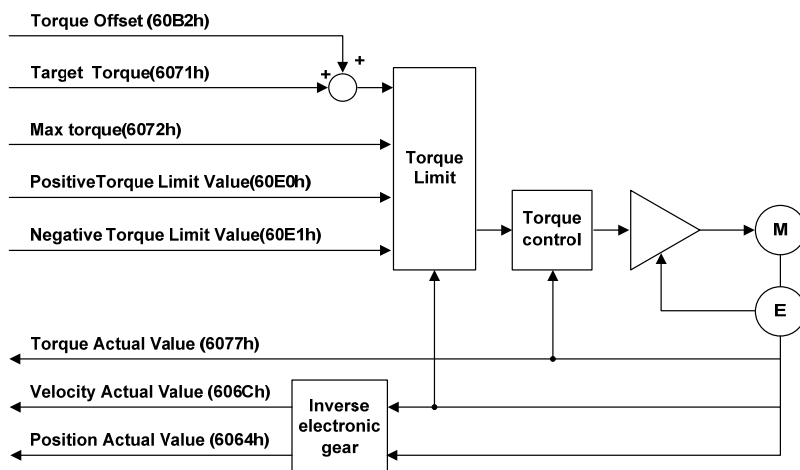 Torque Offset (60B2h)
+
+
Target Torque(6071h)
Max torque(6072h)
PositiveTorque Limit Value(60E0h)
Negative Torque Limit Value(60E1h)
Torque
Limit
Torque
control
M
E
Torque Actual Value (6077h)
Velocity Actual Value (606Ch)
Position Actual Value (6064h)
Inverse
electronic
gear